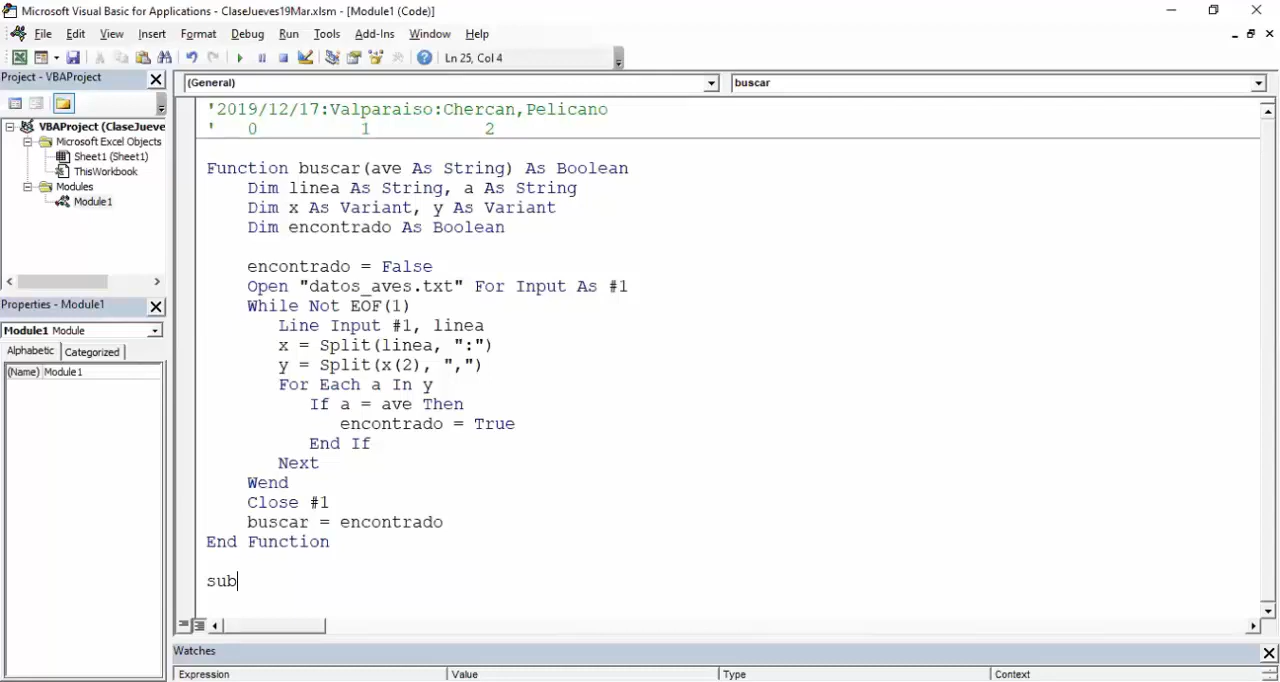 Microsoft Visual Basic for Applications - ClaseJueves19Mar.xlsm - [Module1 (Code)]
File Edit View Insert Format Debug Run Tools Add-Ins Window Help
Ln 25, Col 4
Project - VBAProject
(General)
buscar
VBAProject (ClaseJueve
Microsoft Excel Objects
Sheet1 (Sheet1)
ThisWorkbook
Modules
Module1
Properties - Module1
Module1 Module
Alphabetic Categorized
(Name) Module1
'2019/12/17:Valparaiso:Chercan,Pelicano
' 0 1 2
Function buscar(ave As String) As Boolean
Dim linea As String, a As String
Dim x As Variant, y As Variant
Dim encontrado As Boolean
encontrado = False
Open "datos_aves.txt" For Input As #1
While Not EOF(1)
Line Input #1, linea
x = Split(linea, ":")
y = Split(x(2), ",")
For Each a In y
If a = ave Then
encontrado = True
End If
Next
Wend
Close #1
buscar = encontrado
End Function
sub
Watches
Expression Value Type Context